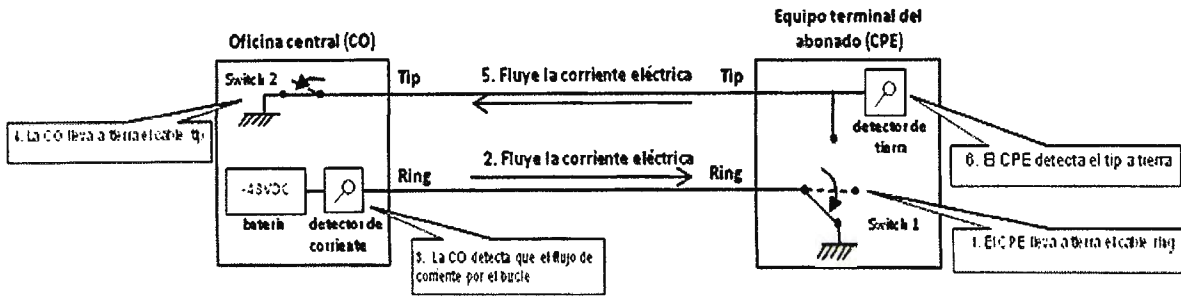 Oficina central (CO)
Equipo terminal del
abonado (CPE)
Switch 2
Tip
5. Fluye la corriente eléctrica
Tip
detector de
tierra
4. La CO lleva a tierra el cable tip
6. El CPE detecta el tip a tierra
2. Fluye la corriente eléctrica
Ring
Ring
-48VDC
batería
detector de
corriente
Switch 1
3. La CO detecta que el flujo de
corriente por el bucle
1. El CPE lleva a tierra el cable ring